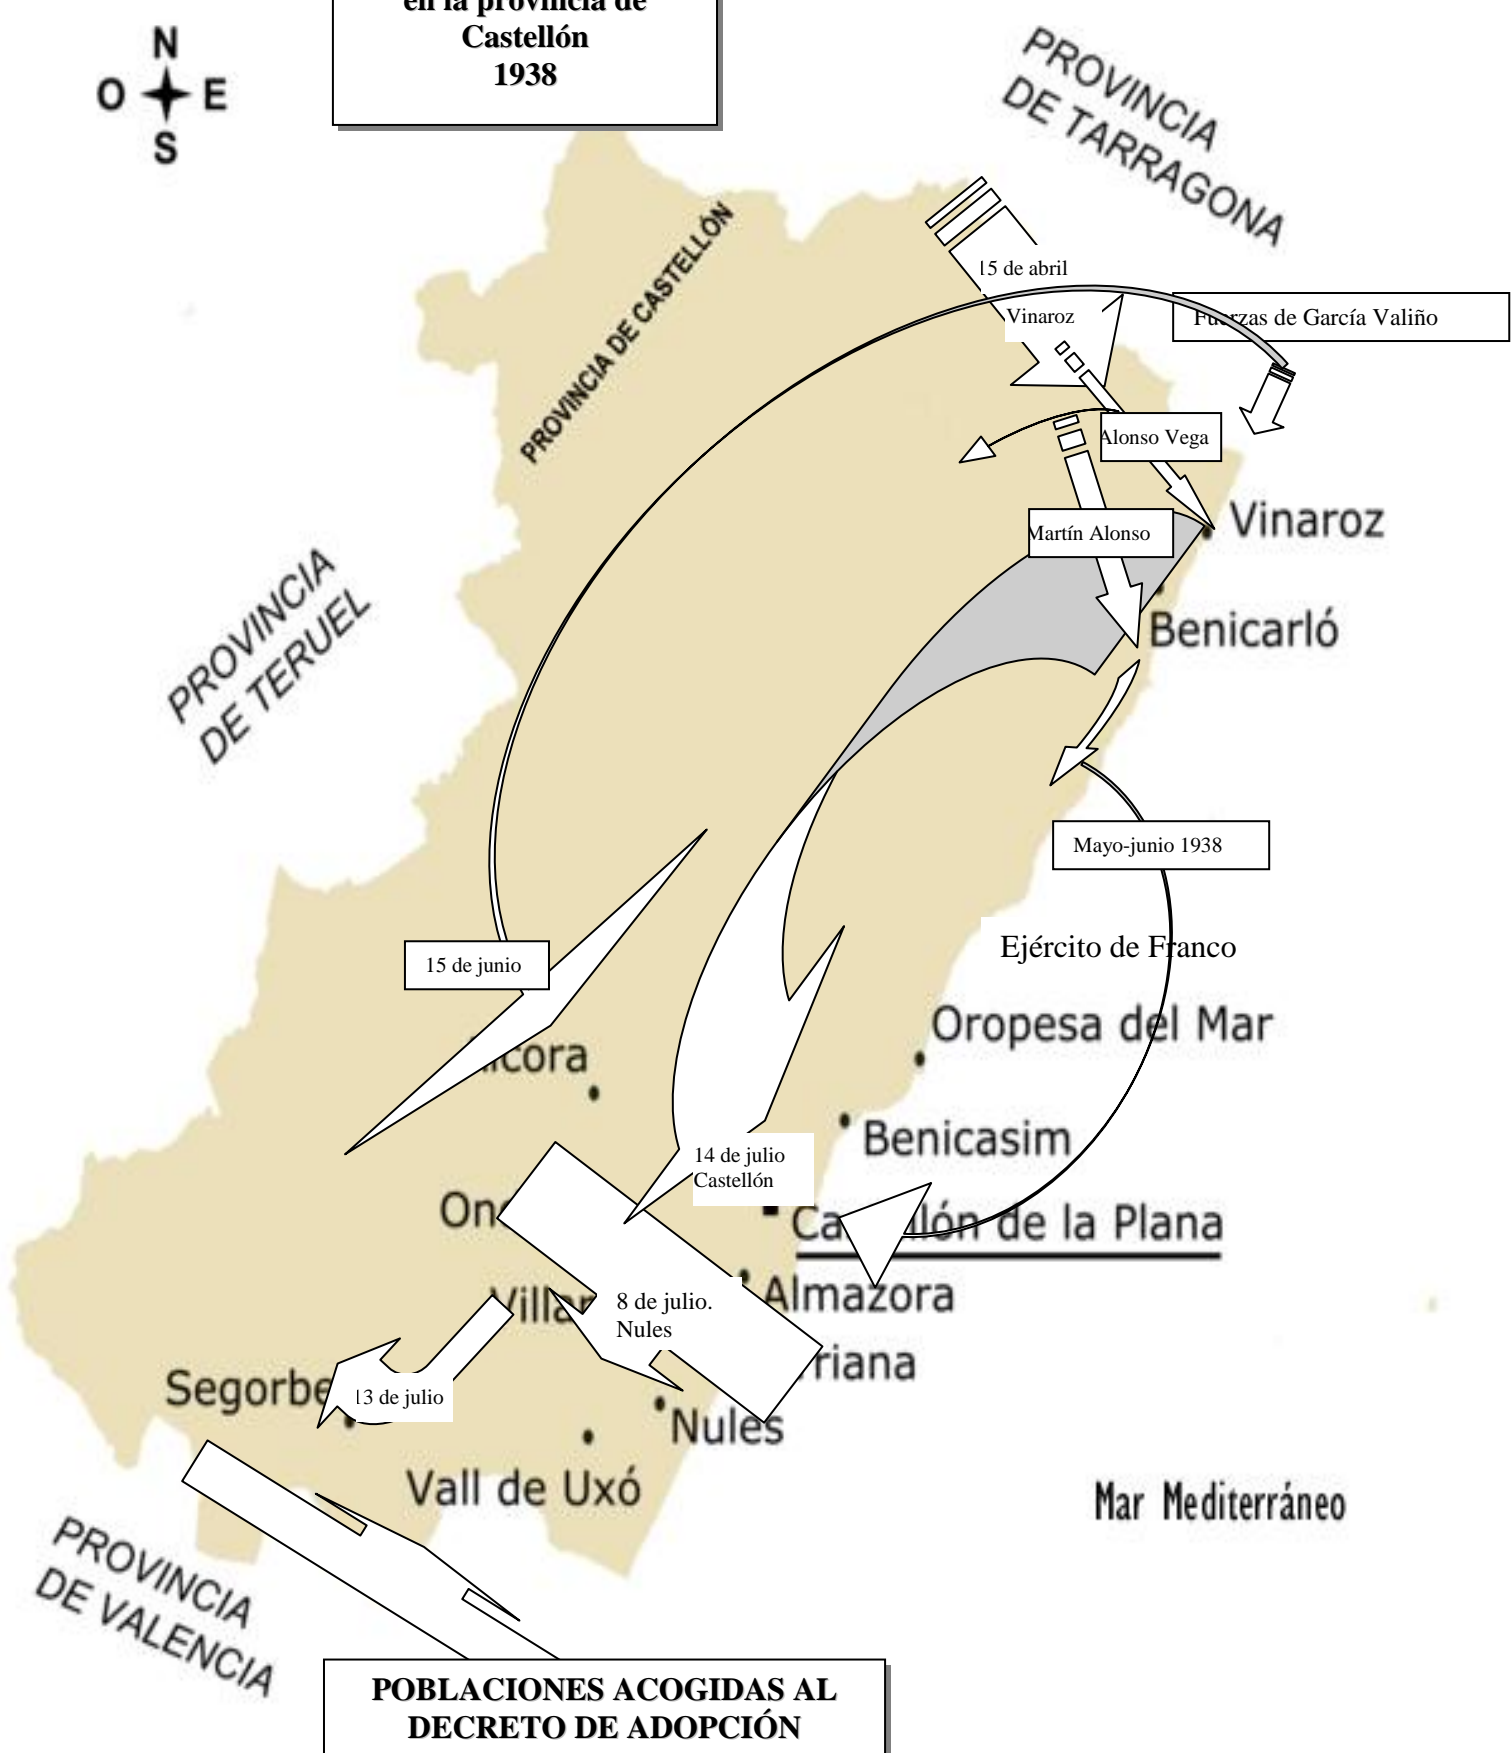 en la provincia de
Castellón
1938
N
O E
S
PROVINCIA
DE TARRAGONA
PROVINCIA DE CASTELLÓN
15 de abril
Vinaroz
Fuerzas de García Valiño
Alonso Vega
Vinaroz
Martín Alonso
Benicarló
PROVINCIA
DE TERUEL
Mayo-junio 1938
Ejército de Franco
15 de junio
Oropesa del Mar
Benicasim
14 de julio
Castellón
Castellón de la Plana
Almazora
8 de julio.
Nules
Segorbe
13 de julio
Nules
Vall de Uxó
Mar Mediterráneo
PROVINCIA
DE VALENCIA
POBLACIONES ACOGIDAS AL
DECRETO DE ADOPCIÓN